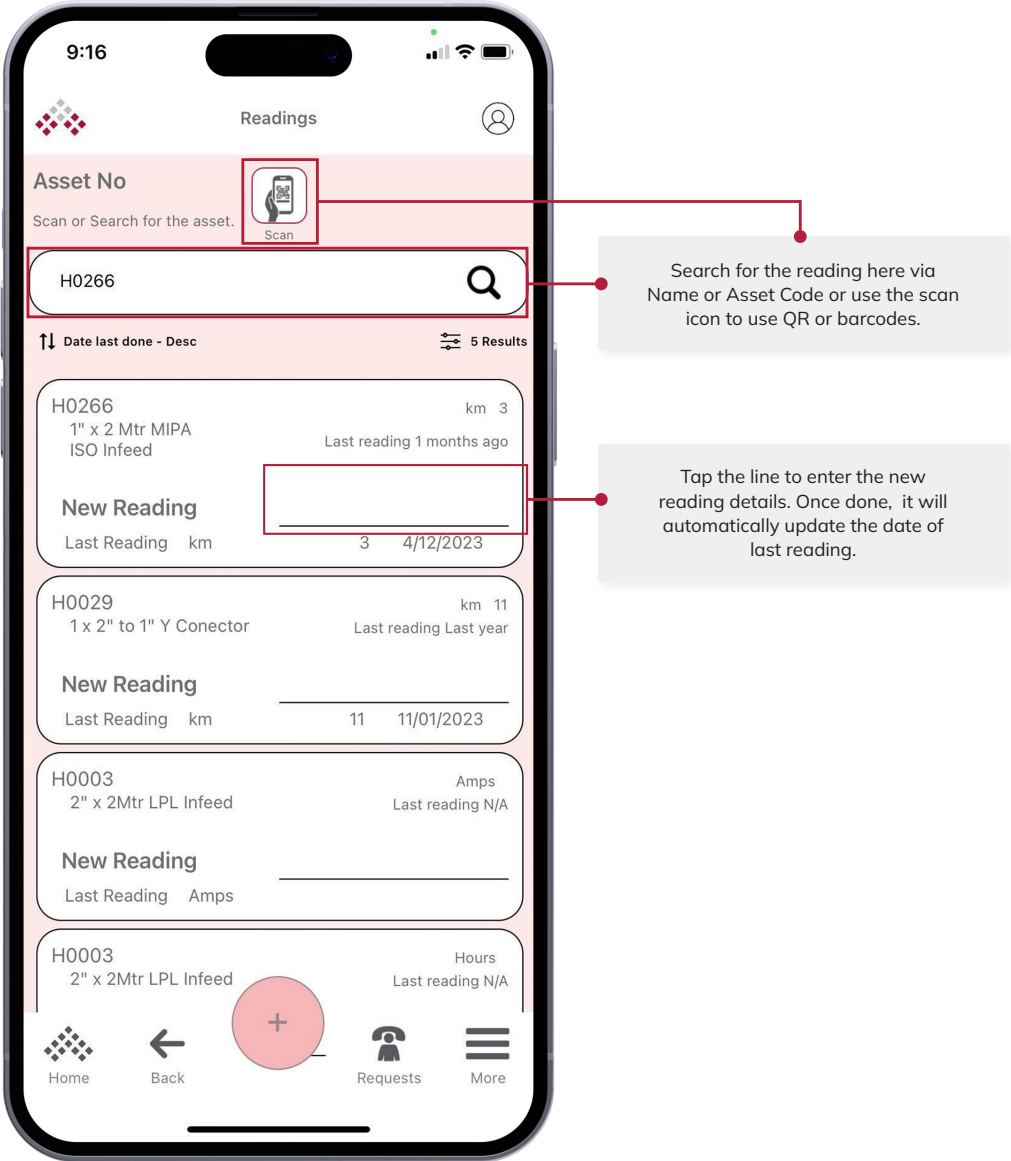 9:16
Readings
Asset No
Scan or Search for the asset.
Scan
H0266
Date last done - Desc
5 Results
H0266
km 3
1" x 2 Mtr MIPA
ISO Infeed
Last reading 1 months ago
New Reading
Last Reading km 3 4/12/2023
H0029
km 11
1 x 2" to 1" Y Conector
Last reading Last year
New Reading
Last Reading km 11 11/01/2023
H0003
Amps
2" x 2Mtr LPL Infeed
Last reading N/A
New Reading
Last Reading Amps
H0003
Hours
2" x 2Mtr LPL Infeed
Last reading N/A
+
Home
Back
Requests
More
Search for the reading here via
Name or Asset Code or use the scan
icon to use QR or barcodes.
Tap the line to enter the new
reading details. Once done, it will
automatically update the date of
last reading.